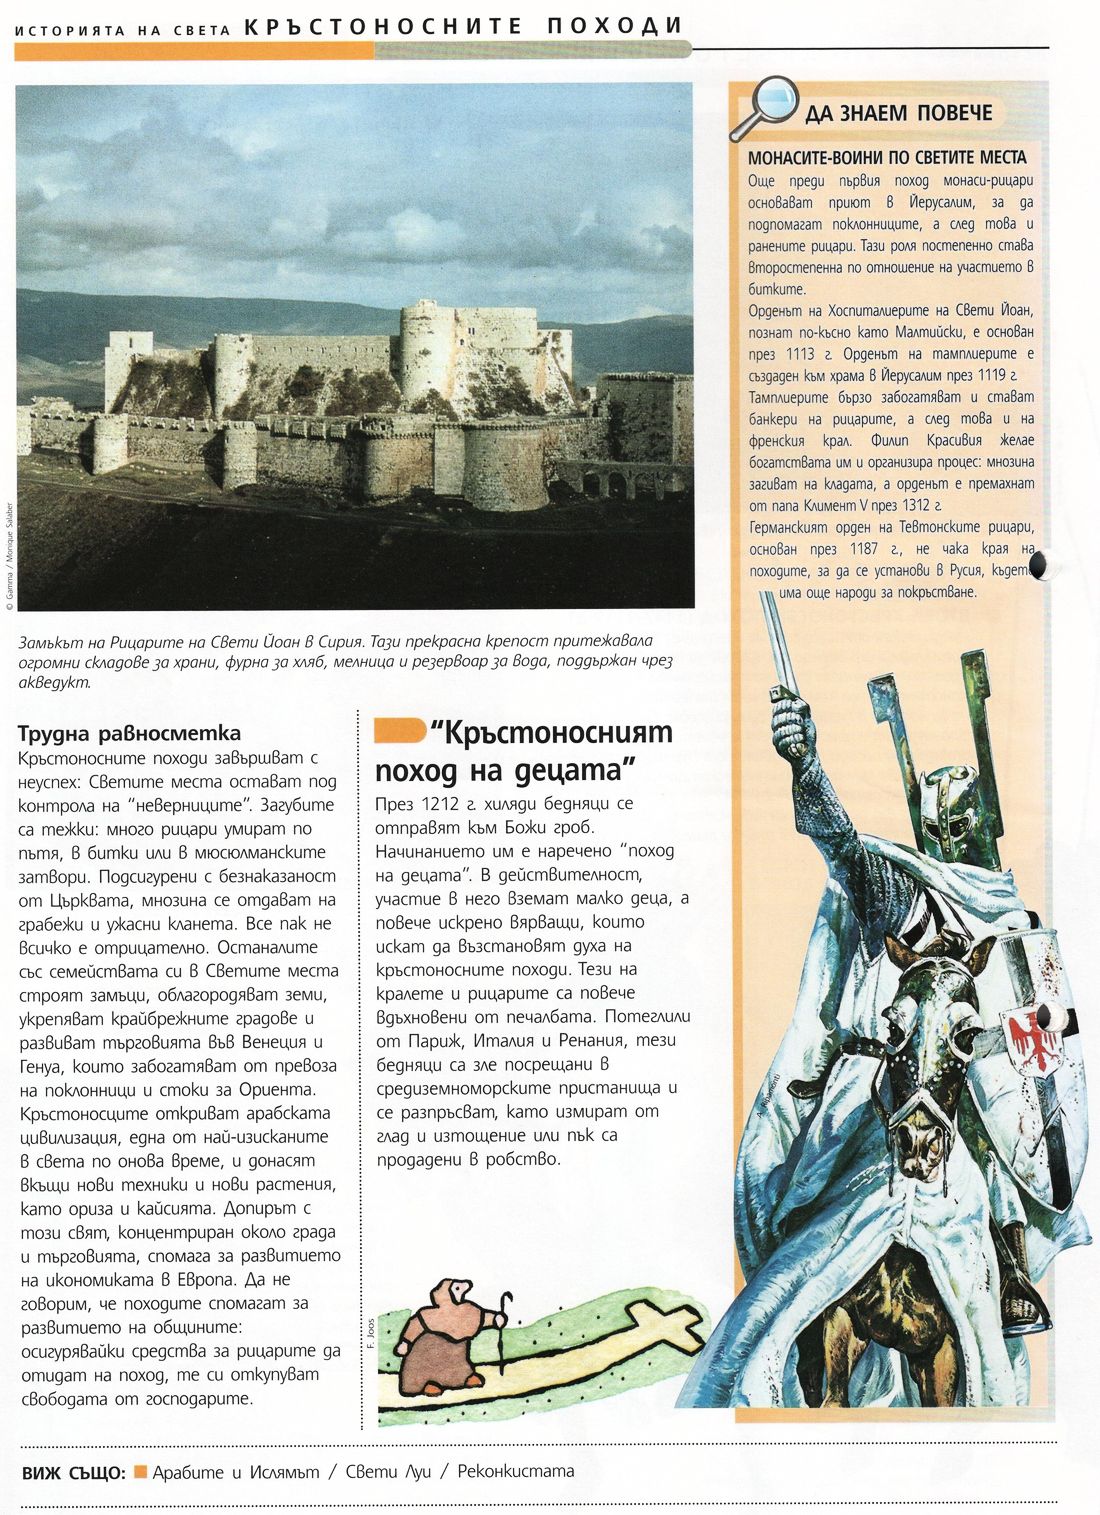 ИСТОРИЯТА НА СВЕТА КРЪСТОНОСНИТЕ ПОХОДИ
© Gamma / Monique Salaber
Замъкът на Рицарите на Свети Йоан в Сирия. Тази прекрасна крепост притежавала
огромни складове за храни, фурна за хляб, мелница и резервоар за вода, поддържан чрез
акведукт.
Трудна равносметка
Кръстоносните походи завършват с
неуспех: Светите места остават под
контрола на “неверниците”. Загубите
са тежки: много рицари умират по
пътя, в битки или в мюсюлманските
затвори. Подсигурени с безнаказаност
от Църквата, мнозина се отдават на
грабежи и ужасни кланета. Все пак не
всичко е отрицателно. Останалите
със семействата си в Светите места
строят замъци, облагородяват земи,
укрепяват крайбрежните градове и
развиват търговията във Венеция и
Генуа, които забогатяват от превоза
на поклонници и стоки за Ориента.
Кръстоносците откриват арабската
цивилизация, една от най-изисканите
в света по онова време, и донасят
вкъщи нови техники и нови растения,
като ориза и кайсията. Допирът с
този свят, концентриран около града
и търговията, спомага за развитието
на икономиката в Европа. Да не
говорим, че походите спомагат за
развитието на общините:
осигурявайки средства за рицарите да
отидат на поход, те си откупуват
свободата от господарите.
“Кръстоносният
поход на децата”
През 1212 г. хиляди бедняци се
отправят към Божи гроб.
Начинанието им е наречено “поход
на децата”. В действителност,
участие в него вземат малко деца, а
повече искрено вярващи, които
искат да възстановят духа на
кръстоносните походи. Тези на
кралете и рицарите са повече
вдъхновени от печалбата. Потеглили
от Париж, Италия и Ренания, тези
бедняци са зле посрещани в
средиземноморските пристанища и
се разпръсват, като измират от
глад и изтощение или пък са
продадени в робство.
F. Joos
ДА ЗНАЕМ ПОВЕЧЕ
МОНАСИТЕ-ВОИНИ ПО СВЕТИТЕ МЕСТА
Още преди първия поход монаси-рицари
основават приют в Йерусалим, за да
подпомагат поклонниците, а след това и
ранените рицари. Тази роля постепенно става
второстепенна по отношение на участието в
битките.
Орденът на Хоспиталиерите на Свети Йоан,
познат по-късно като Малтийски, е основан
през 1113 г. Орденът на тамплиерите е
създаден към храма в Йерусалим през 1119 г.
Тамплиерите бързо забогатяват и стават
банкери на рицарите, а след това и на
френския крал. Филип Красивия желае
богатствата им и организира процес: мнозина
загиват на кладата, а орденът е премахнат
от папа Климент V през 1312 г.
Германският орден на Тевтонските рицари,
основан през 1187 г., не чака края на
походите, за да се установи в Русия, където
има още народи за покръстване.
ВИЖ СЪЩО: Арабите и Ислямът / Свети Луи / Реконкистата